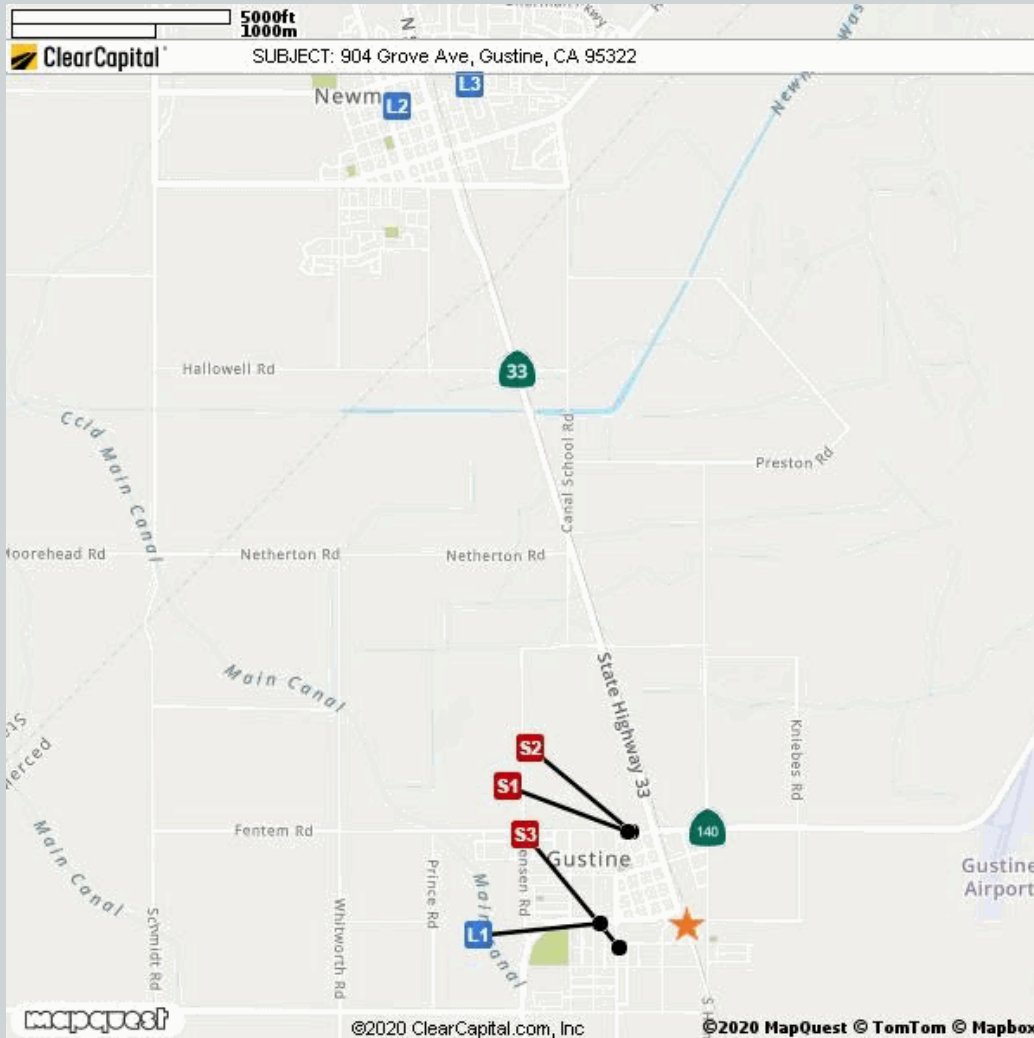 5000ft
1000m
ClearCapital
SUBJECT: 904 Grove Ave, Gustine, CA 95322
Newm
L2
L3
Hallowell Rd
33
Ccid Main Canal
Canal School Rd
Preston Rd
Moorehead Rd
Netherton Rd
Netherton Rd
Main Canal
State Highway 33
Kniebes Rd
S2
S1
S3
Fentem Rd
140
Gustine
Gustine
Airport
Main Canal
Schmidt Rd
Whitworth Rd
Prince Rd
Main Canal
ensen Rd
L1
mapquest
©2020 ClearCapital.com, Inc
©2020 MapQuest © TomTom © Mapbox